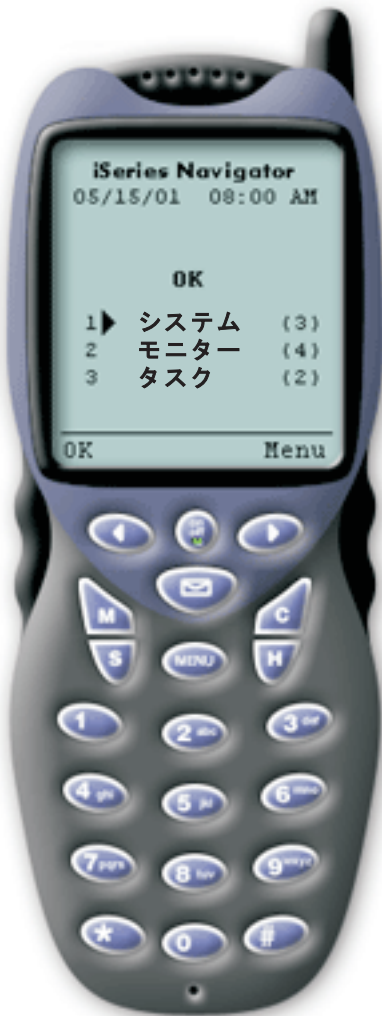 iSeries Navigator
05/15/01 08:00 AM
OK
1 システム (3)
2 モニター (4)
3 タスク (2)
OK Menu
M C
S MENU H
1 2 abc 3 def
4 ghi 5 jkl 6 mno
7 pqrs 8 tuv 9 wxyz
* 0 #